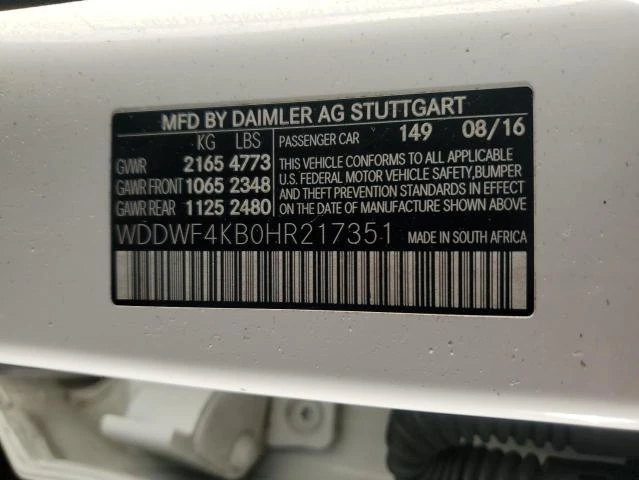 MFD BY DAIMLER AG STUTTGART
KG LBS PASSENGER CAR 149 08/16
GVWR 2165 4773
GAWR FRONT 1065 2348
GAWR REAR 1125 2480
THIS VEHICLE CONFORMS TO ALL APPLICABLE
U.S. FEDERAL MOTOR VEHICLE SAFETY,BUMPER
AND THEFT PREVENTION STANDARDS IN EFFECT
ON THE DATE OF MANUFACTURE SHOWN ABOVE
WDDWF4KB0HR217351 MADE IN SOUTH AFRICA